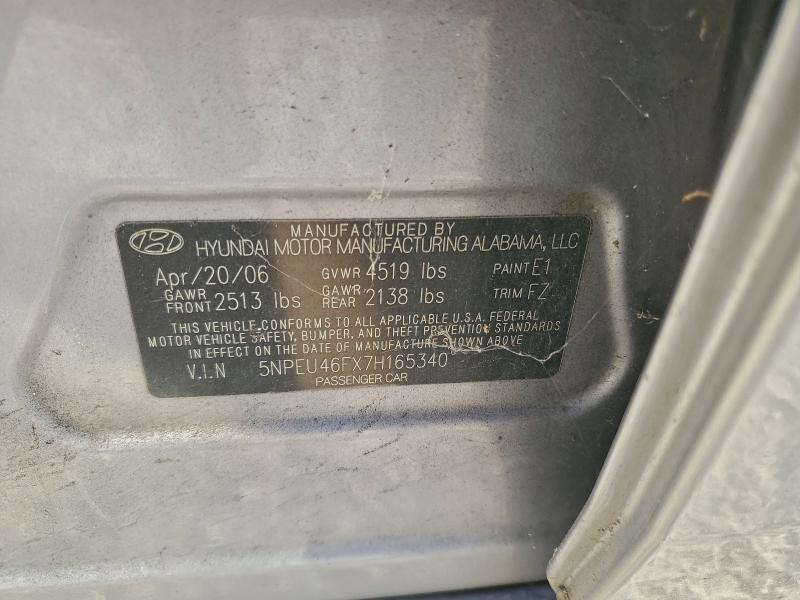 MANUFACTURED BY
HYUNDAI MOTOR MANUFACTURING ALABAMA, LLC
Apr/20/06 GVWR 4519 lbs PAINT E1
GAWR FRONT 2513 lbs GAWR REAR 2138 lbs TRIM FZ
THIS VEHICLE CONFORMS TO ALL APPLICABLE U.S.A. FEDERAL
MOTOR VEHICLE SAFETY, BUMPER, AND THEFT PREVENTION STANDARDS
IN EFFECT ON THE DATE OF MANUFACTURE SHOWN ABOVE
V.I.N 5NPEU46FX7H165340
PASSENGER CAR